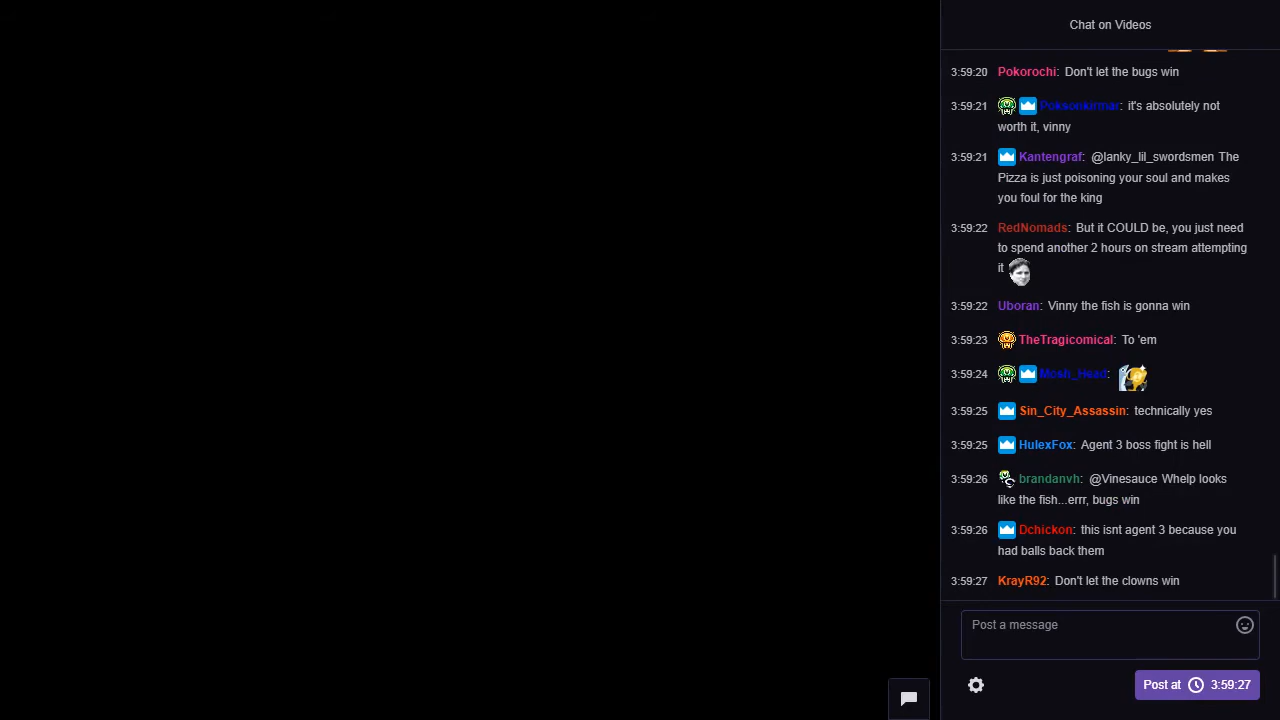 Chat on Videos
3:59:20 Pokorochi: Don't let the bugs win
3:59:21 Poksonkirmar: it's absolutely not
worth it, vinny
3:59:21 Kantengraf: @lanky_lil_swordsmen The
Pizza is just poisoning your soul and makes
you foul for the king
3:59:22 RedNomads: But it COULD be, you just need
to spend another 2 hours on stream attempting
it
3:59:22 Uboran: Vinny the fish is gonna win
3:59:23 TheTragicomical: To 'em
3:59:24 Mosh_Head:
3:59:25 Sin_City_Assassin: technically yes
3:59:25 HulexFox: Agent 3 boss fight is hell
3:59:26 brandanvh: @Vinesauce Whelp looks
like the fish...errr, bugs win
3:59:26 Dchickon: this isnt agent 3 because you
had balls back them
3:59:27 KrayR92: Don't let the clowns win
Post a message
Post at 3:59:27